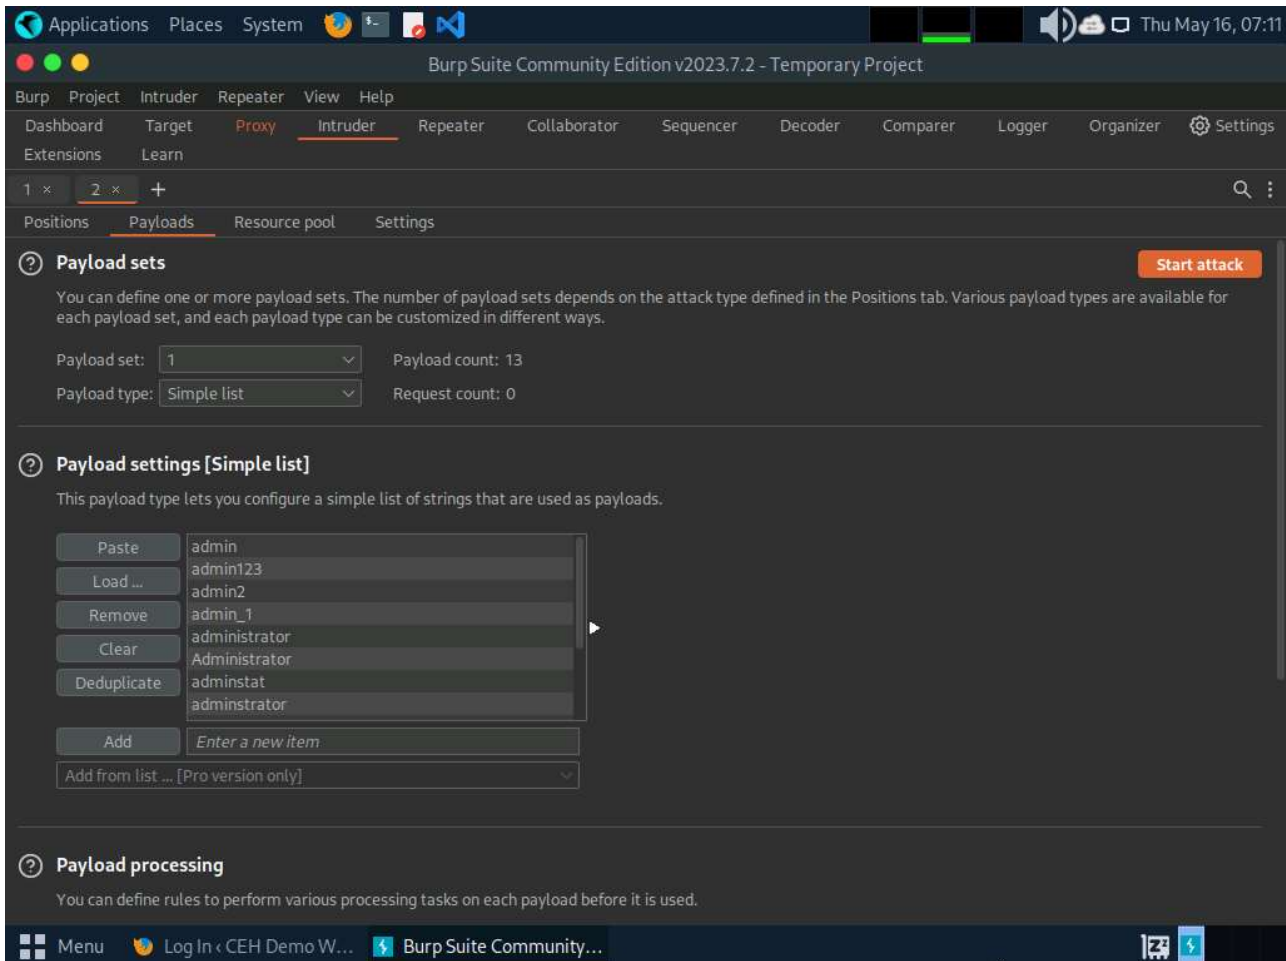 Applications Places System Thu May 16, 07:11
Burp Suite Community Edition v2023.7.2 - Temporary Project
Burp Project Intruder Repeater View Help
Dashboard Target Proxy Intruder Repeater Collaborator Sequencer Decoder Comparer Logger Organizer Settings
Extensions Learn
1 × 2 × +
Positions Payloads Resource pool Settings
Payload sets
Start attack
You can define one or more payload sets. The number of payload sets depends on the attack type defined in the Positions tab. Various payload types are available for
each payload set, and each payload type can be customized in different ways.
Payload set: 1 Payload count: 13
Payload type: Simple list Request count: 0
Payload settings [Simple list]
This payload type lets you configure a simple list of strings that are used as payloads.
Paste
Load ...
Remove
Clear
Deduplicate
admin
admin123
admin2
admin_1
administrator
Administrator
adminstat
adminstrator
Add Enter a new item
Add from list ... [Pro version only]
Payload processing
You can define rules to perform various processing tasks on each payload before it is used.
Menu Log In ‹ CEH Demo W... Burp Suite Community...